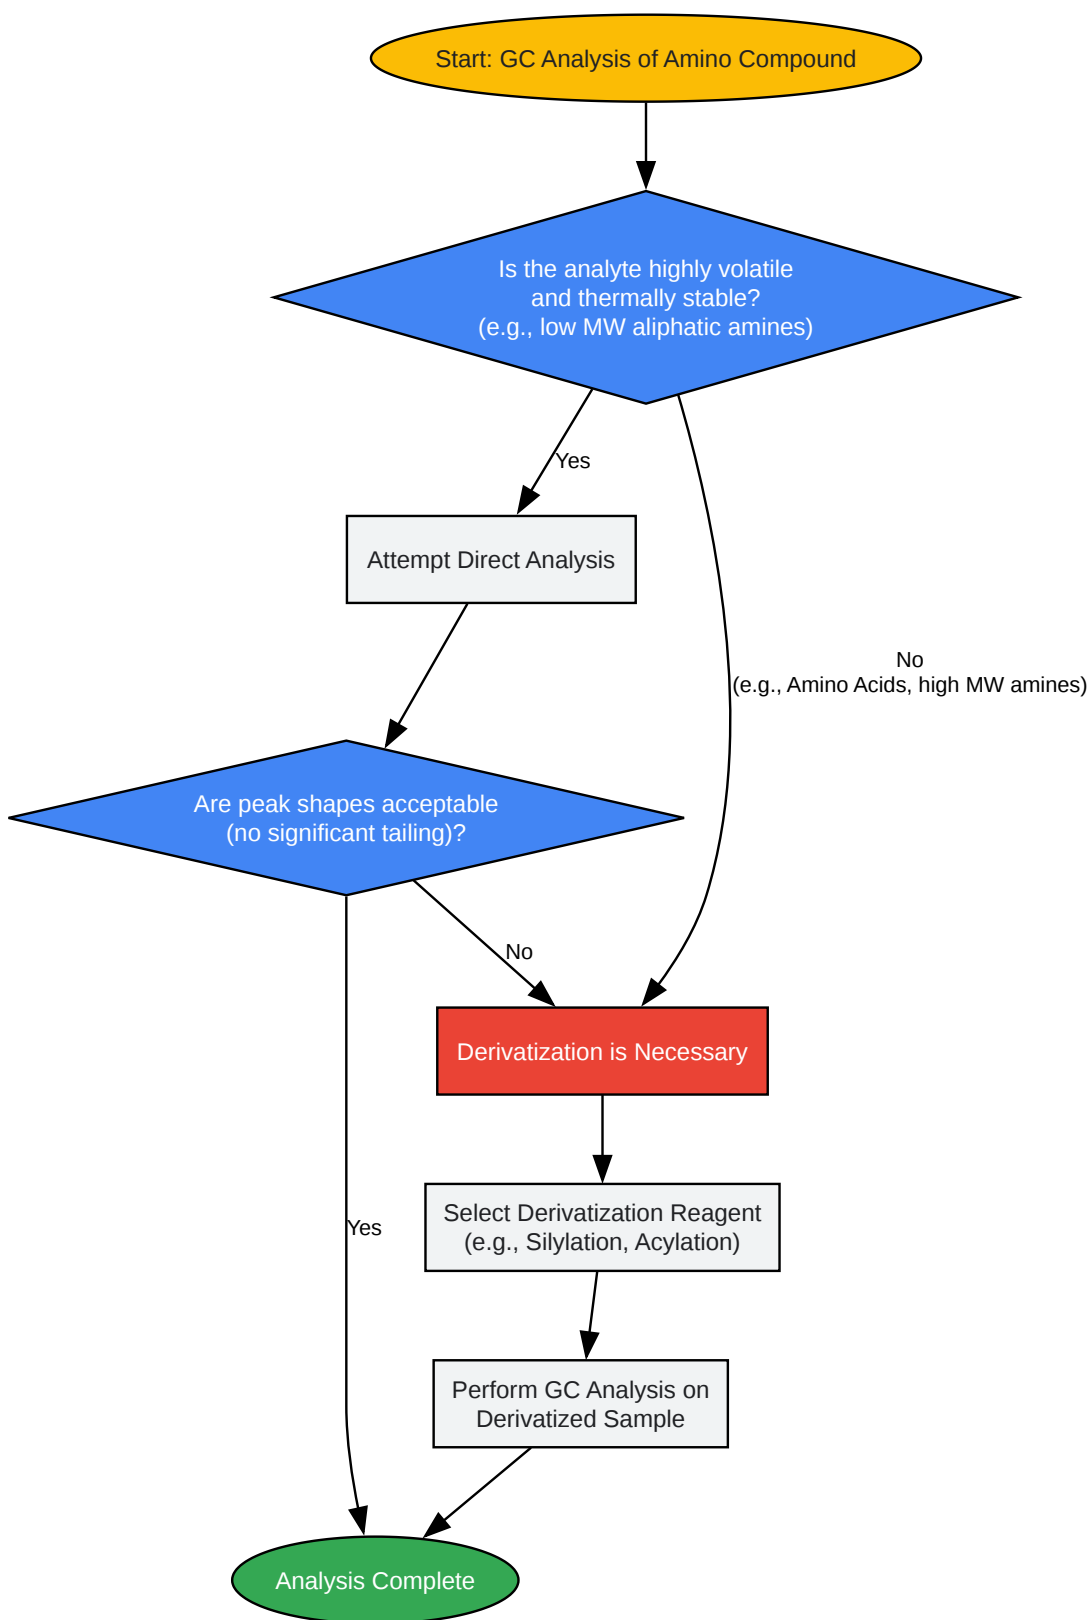 Start: GC Analysis of Amino Compound
Is the analyte highly volatile
and thermally stable?
(e.g., low MW aliphatic amines)
Yes
Attempt Direct Analysis
No
(e.g., Amino Acids, high MW amines)
Are peak shapes acceptable
(no significant tailing)?
No
Derivatization is Necessary
Select Derivatization Reagent
(e.g., Silylation, Acylation)
Yes
Perform GC Analysis on
Derivatized Sample
Analysis Complete